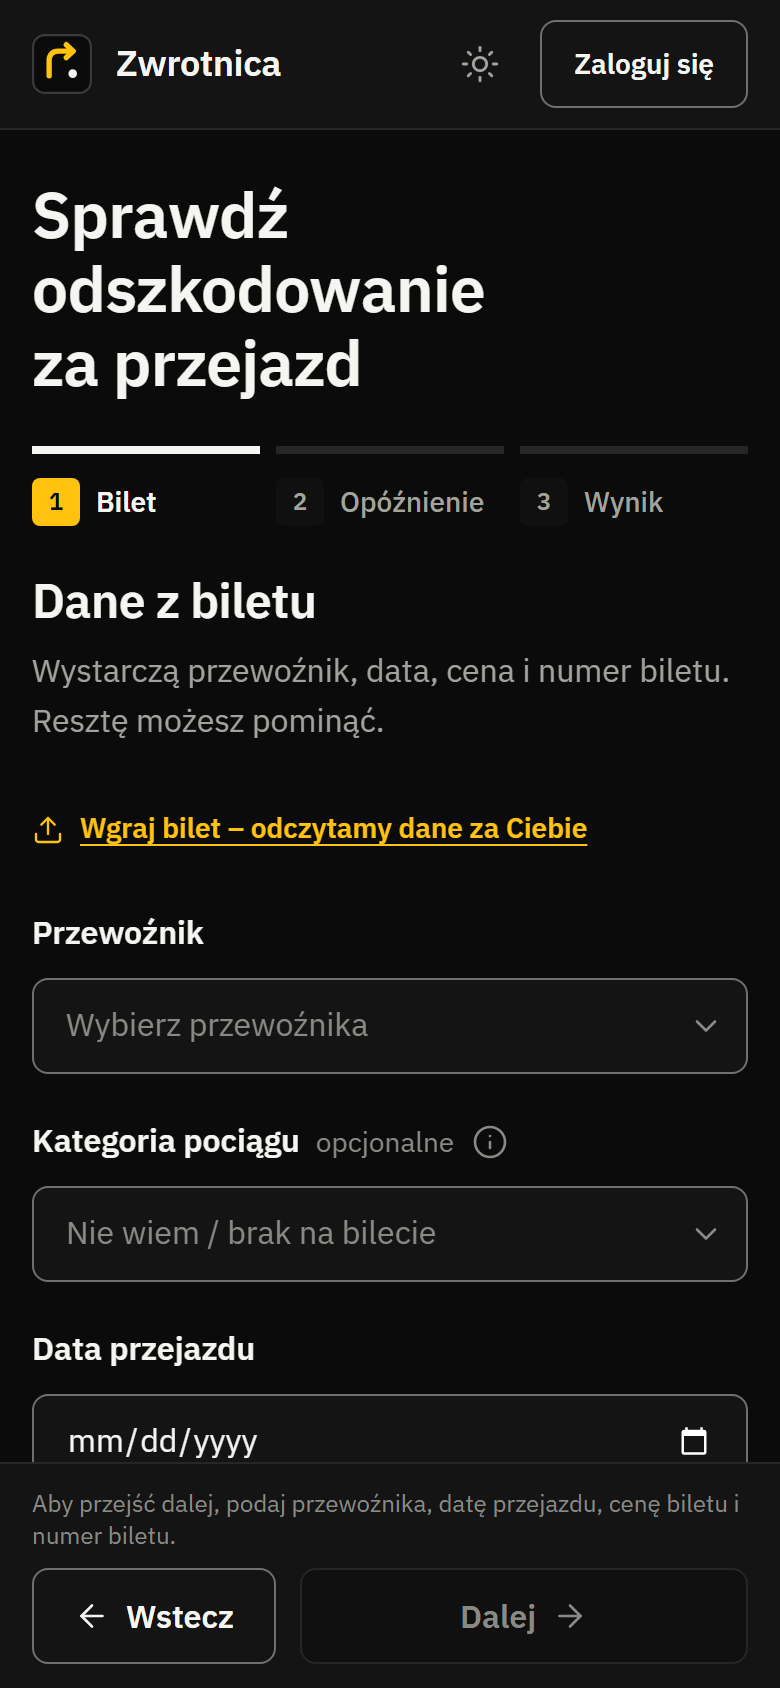 Zwrotnica
Zaloguj się
Sprawdź
odszkodowanie
za przejazd
1 Bilet
2 Opóźnienie
3 Wynik
Dane z biletu
Wystarczą przewoźnik, data, cena i numer biletu.
Resztę możesz pominąć.
Wgraj bilet – odczytamy dane za Ciebie
Przewoźnik
Wybierz przewoźnika
Kategoria pociągu opcjonalne
Nie wiem / brak na bilecie
Data przejazdu
mm/dd/yyyy
Aby przejść dalej, podaj przewoźnika, datę przejazdu, cenę biletu i
numer biletu.
Wstecz
Dalej